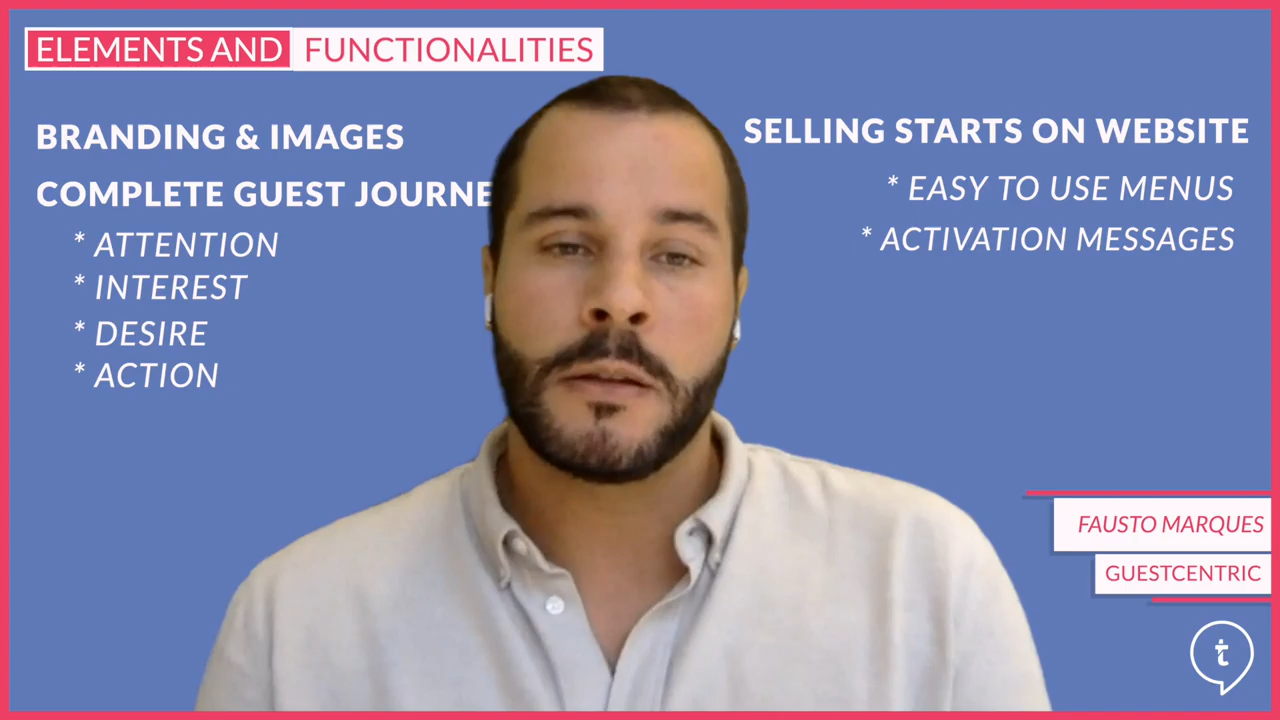 ELEMENTS AND FUNCTIONALITIES
BRANDING & IMAGES
COMPLETE GUEST JOURNE
* ATTENTION
* INTEREST
* DESIRE
* ACTION
SELLING STARTS ON WEBSITE
* EASY TO USE MENUS
* ACTIVATION MESSAGES
FAUSTO MARQUES
GUESTCENTRIC
t